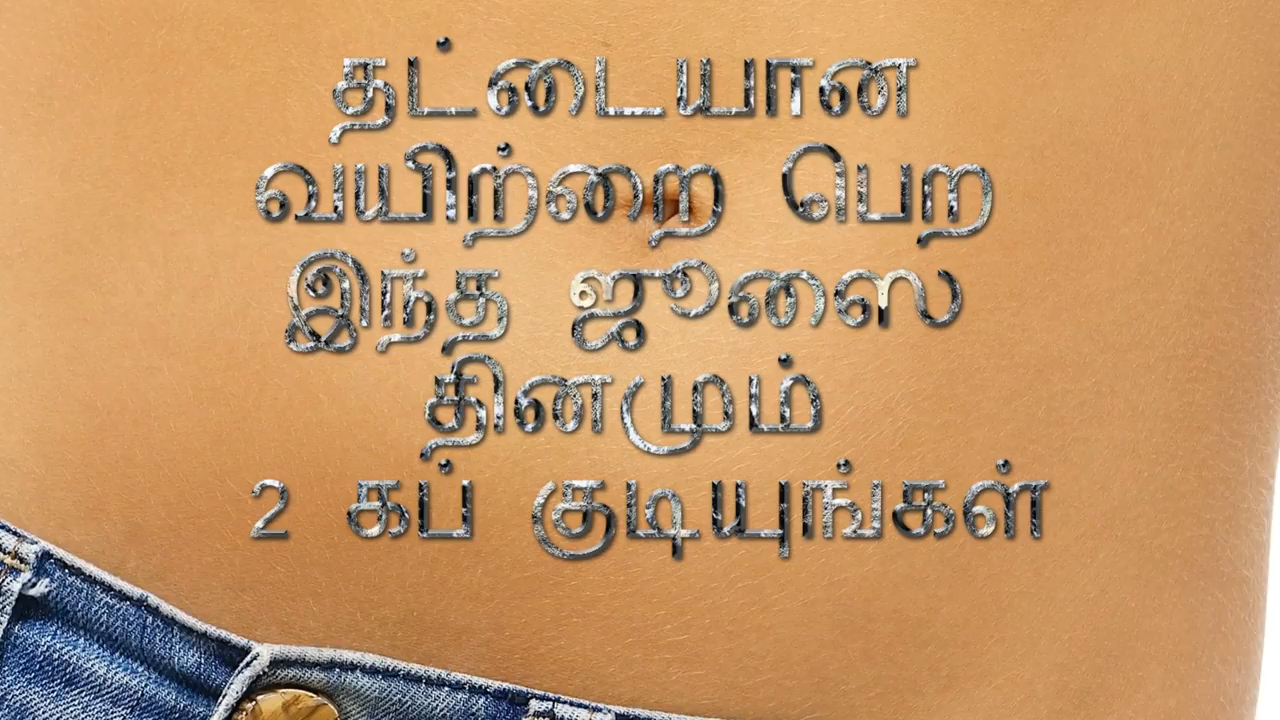 தட்டையான
வயிற்றை பெற
இந்த ஜூஸை
தினமும்
2 கப் குடியுங்கள்